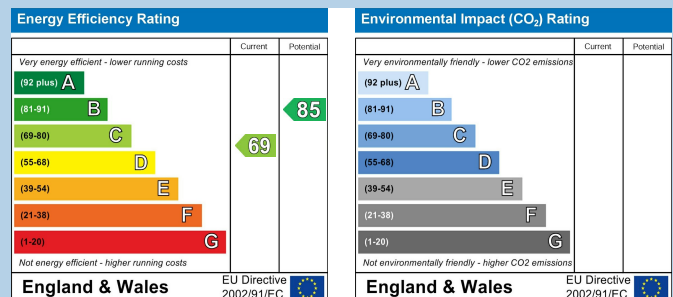 Energy Efficiency Rating
Current Potential
Very energy efficient - lower running costs
(92 plus) A
(81-91) B
85
(69-80) C
69
(55-68) D
(39-54) E
(21-38) F
(1-20) G
Not energy efficient - higher running costs
England & Wales
EU Directive
2002/91/EC
Environmental Impact (CO₂) Rating
Current Potential
Very environmentally friendly - lower CO2 emissions
(92 plus) A
(81-91) B
(69-80) C
(55-68) D
(39-54) E
(21-38) F
(1-20) G
Not environmentally friendly - higher CO2 emissions
England & Wales
EU Directive
2002/91/EC